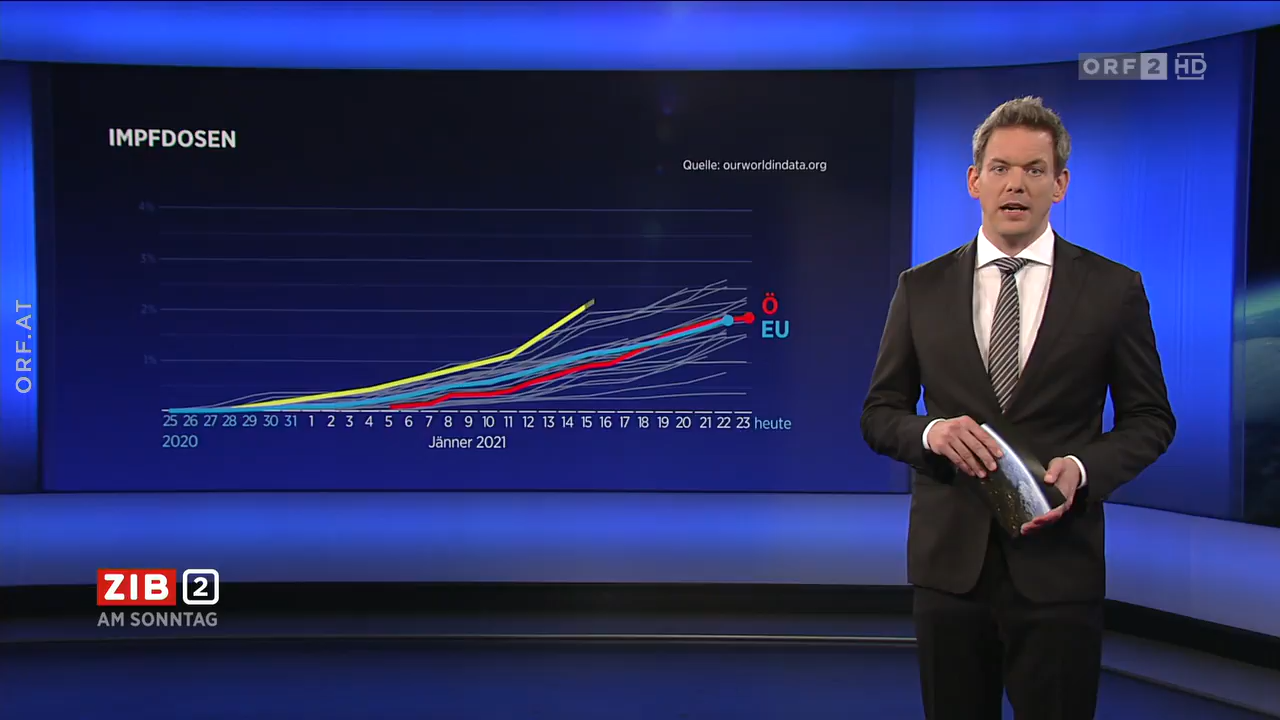 ORF 2 HD
IMPFDOSEN
Quelle: ourworldindata.org
4%
3%
2%
1%
Ö
EU
25 26 27 28 29 30 31 1 2 3 4 5 6 7 8 9 10 11 12 13 14 15 16 17 18 19 20 21 22 23 heute
2020
Jänner 2021
ORF.AT
ZIB 2
AM SONNTAG